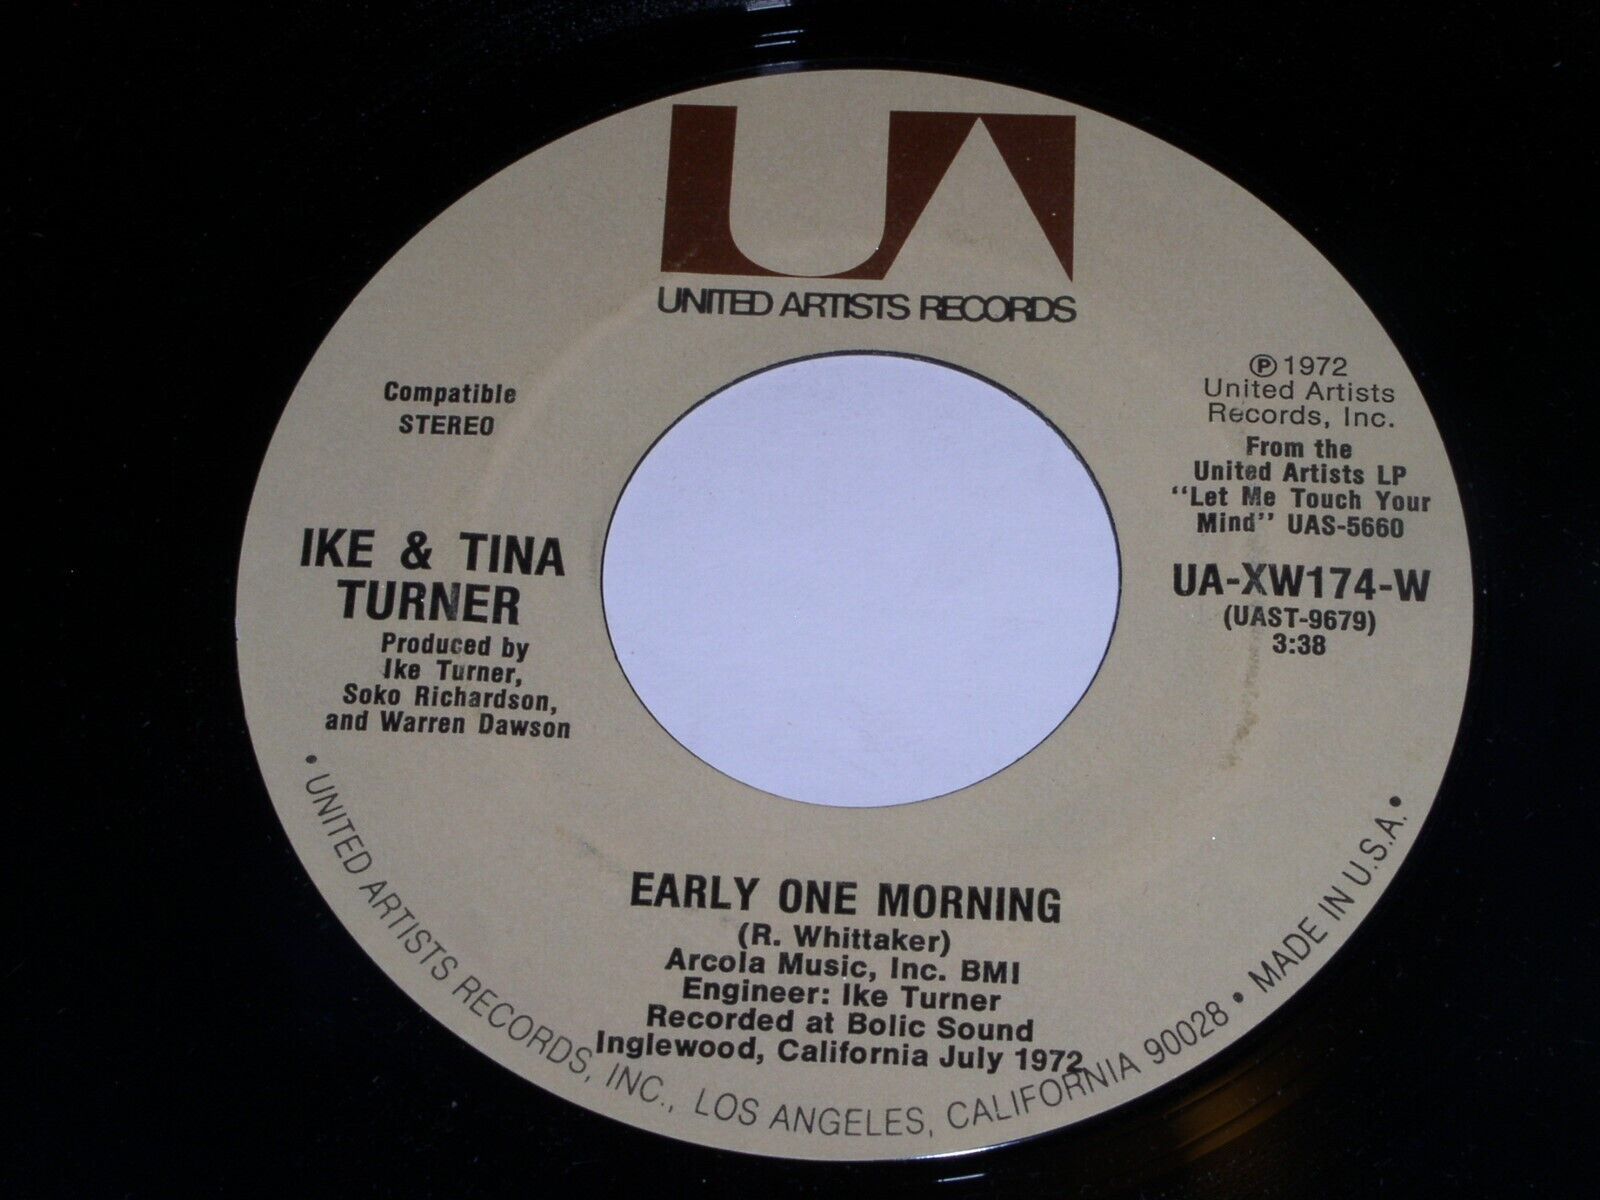 UA
UNITED ARTISTS RECORDS
Compatible
STEREO
℗ 1972
United Artists
Records, Inc.
From the
United Artists LP
"Let Me Touch Your
Mind" UAS-5660
UA-XW174-W
(UAST-9679)
3:38
IKE & TINA
TURNER
Produced by
Ike Turner,
Soko Richardson,
and Warren Dawson
EARLY ONE MORNING
(R. Whittaker)
Arcola Music, Inc. BMI
Engineer: Ike Turner
Recorded at Bolic Sound
Inglewood, California July 1972
• UNITED ARTISTS RECORDS, INC., LOS ANGELES, CALIFORNIA 90028 • MADE IN U.S.A. •